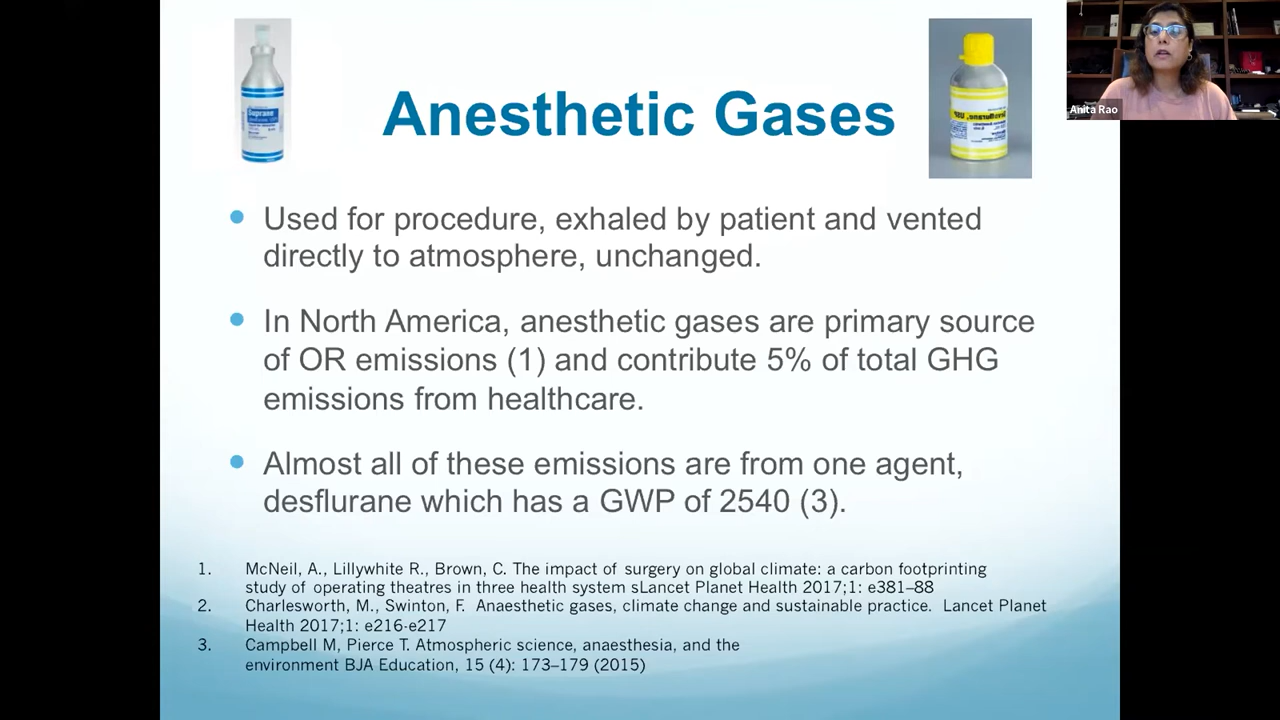 Suprane
Anesthetic Gases
Anita Rao
Used for procedure, exhaled by patient and vented
directly to atmosphere, unchanged.
In North America, anesthetic gases are primary source
of OR emissions (1) and contribute 5% of total GHG
emissions from healthcare.
Almost all of these emissions are from one agent,
desflurane which has a GWP of 2540 (3).
1. McNeil, A., Lillywhite R., Brown, C. The impact of surgery on global climate: a carbon footprinting
study of operating theatres in three health system sLancet Planet Health 2017;1: e381–88
2. Charlesworth, M., Swinton, F. Anaesthetic gases, climate change and sustainable practice. Lancet Planet
Health 2017;1: e216-e217
3. Campbell M, Pierce T. Atmospheric science, anaesthesia, and the
environment BJA Education, 15 (4): 173–179 (2015)